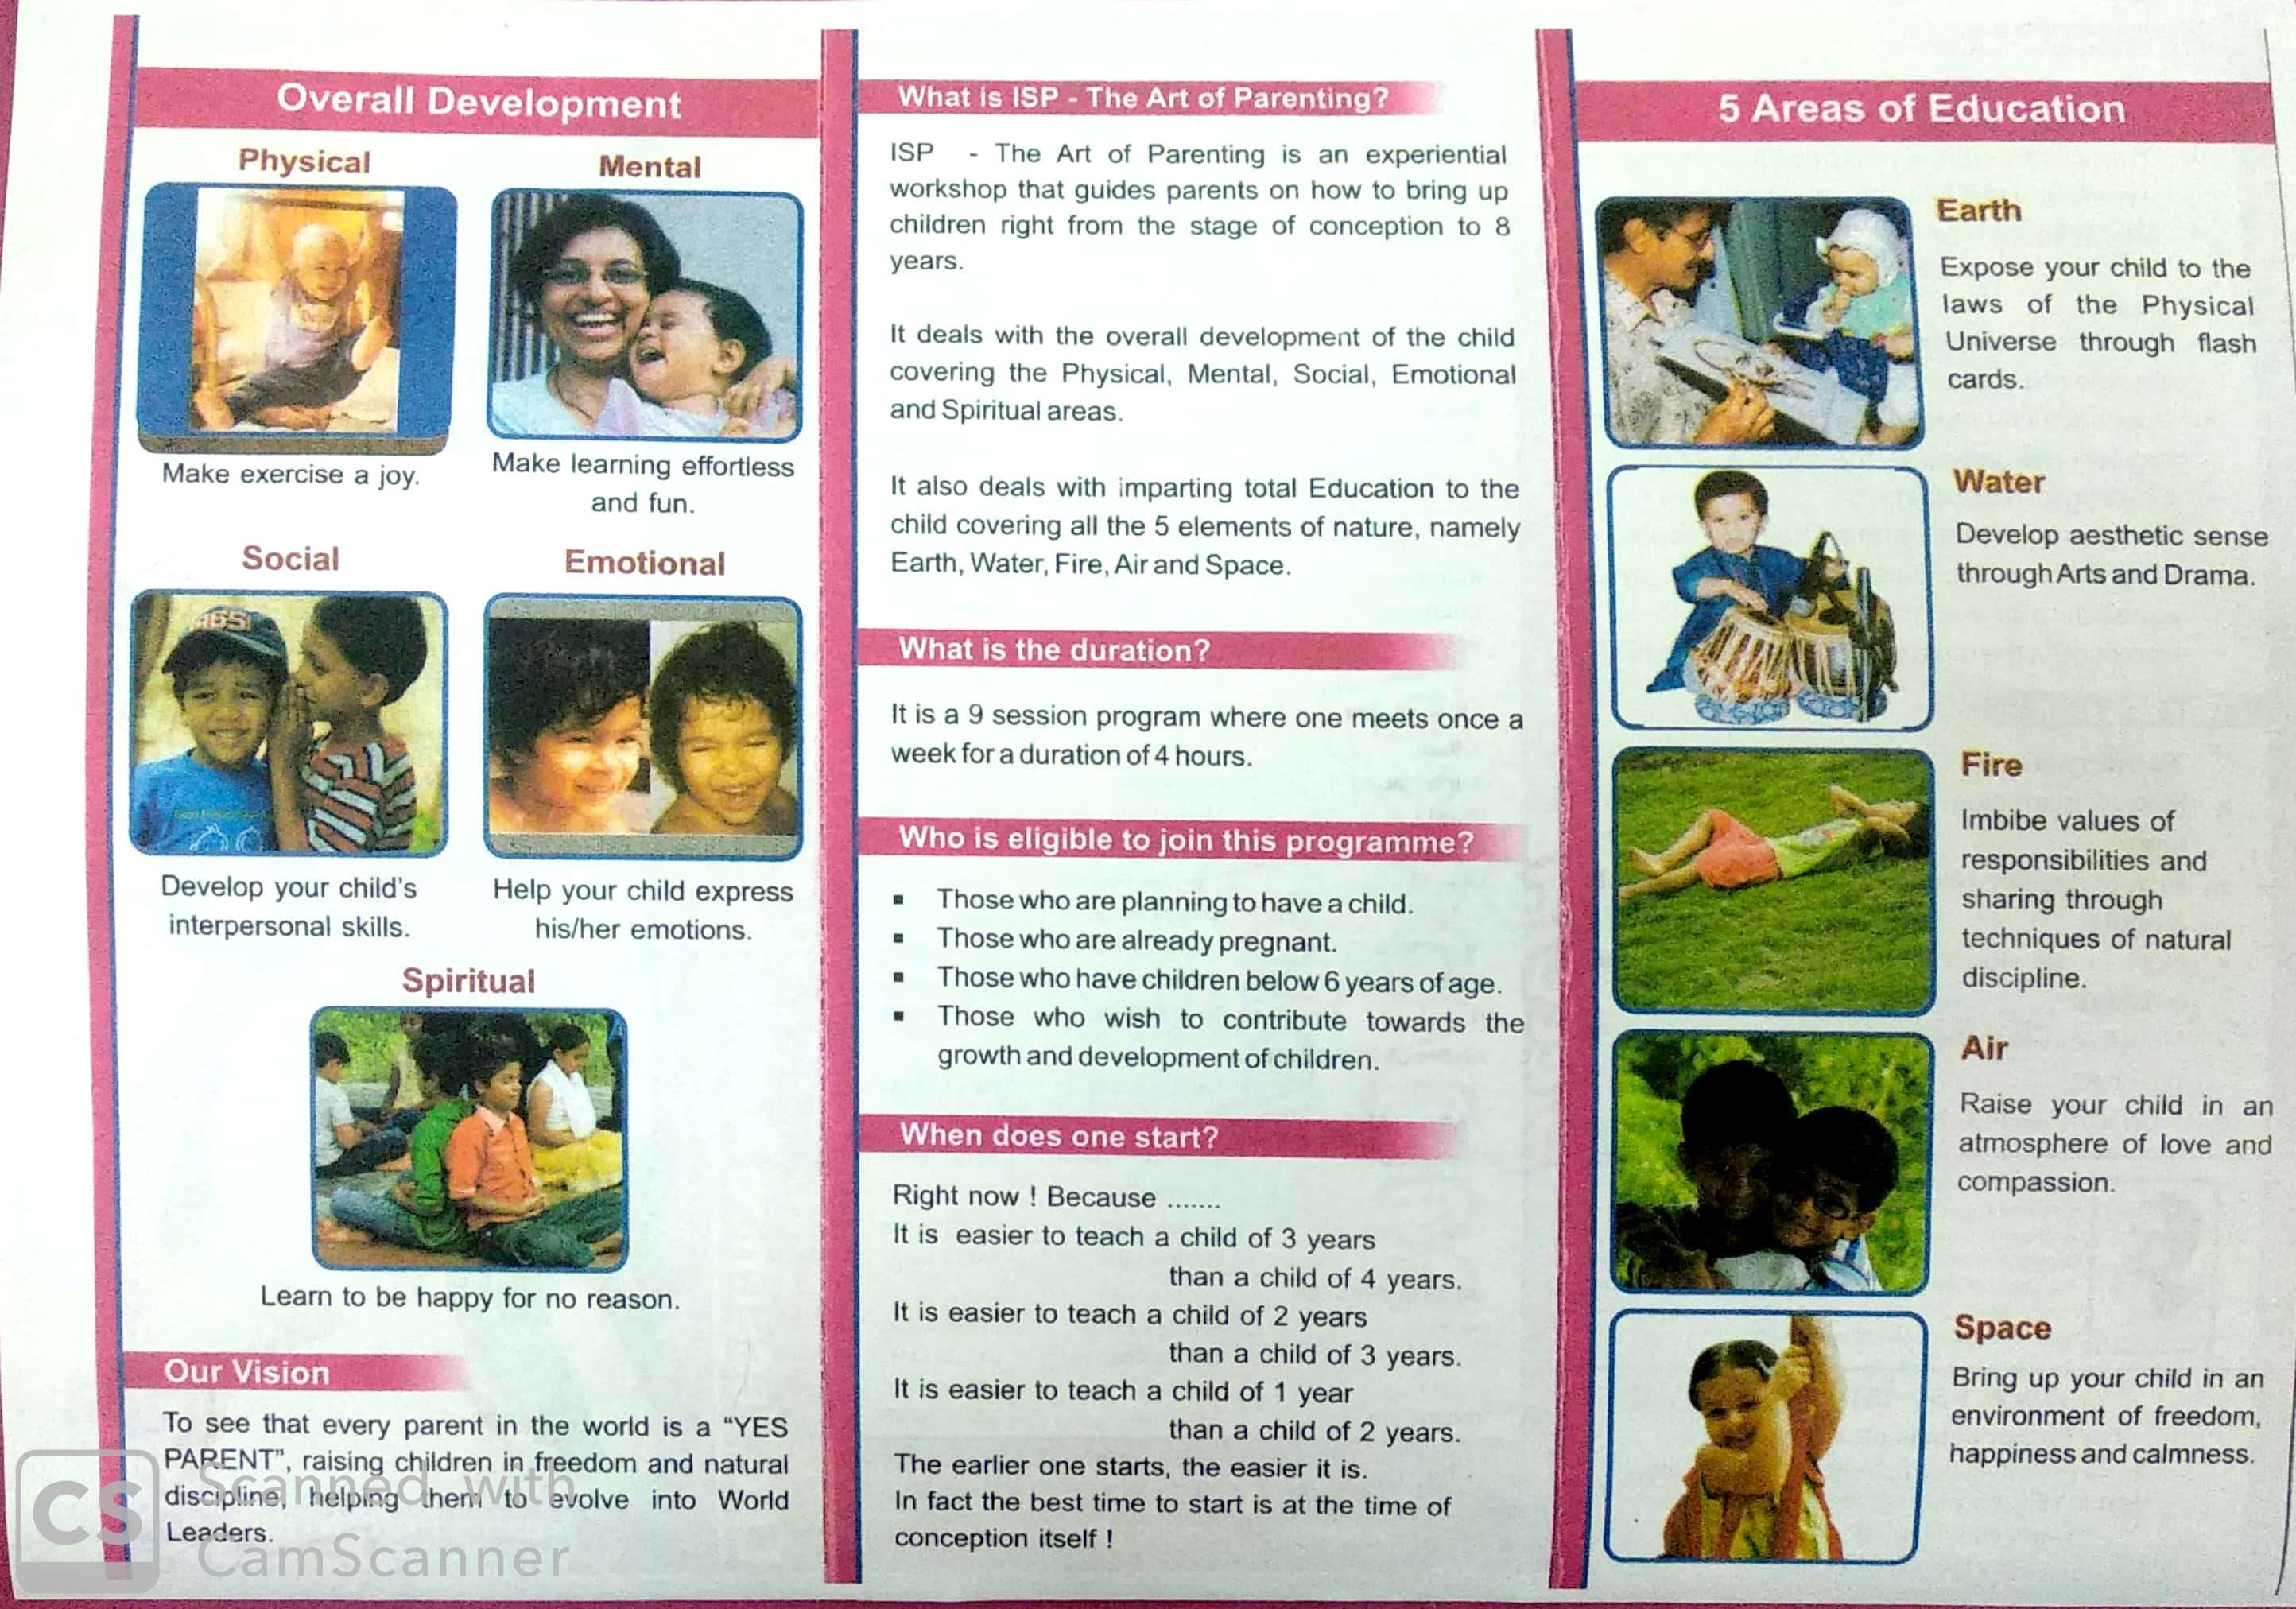 Overall Development
Physical
Mental
Make exercise a joy.
Make learning effortless
and fun.
Social
Emotional
Develop your child's
interpersonal skills.
Help your child express
his/her emotions.
Spiritual
Learn to be happy for no reason.
Our Vision
To see that every parent in the world is a “YES
PARENT”, raising children in freedom and natural
discipline, helping them to evolve into World
Leaders.
What is ISP - The Art of Parenting?
ISP - The Art of Parenting is an experiential
workshop that guides parents on how to bring up
children right from the stage of conception to 8
years.
It deals with the overall development of the child
covering the Physical, Mental, Social, Emotional
and Spiritual areas.
It also deals with imparting total Education to the
child covering all the 5 elements of nature, namely
Earth, Water, Fire, Air and Space.
What is the duration?
It is a 9 session program where one meets once a
week for a duration of 4 hours.
Who is eligible to join this programme?
▪ Those who are planning to have a child.
▪ Those who are already pregnant.
▪ Those who have children below 6 years of age.
▪ Those who wish to contribute towards the
growth and development of children.
When does one start?
Right now ! Because .......
It is easier to teach a child of 3 years
than a child of 4 years.
It is easier to teach a child of 2 years
than a child of 3 years.
It is easier to teach a child of 1 year
than a child of 2 years.
The earlier one starts, the easier it is.
In fact the best time to start is at the time of
conception itself !
5 Areas of Education
Earth
Expose your child to the
laws of the Physical
Universe through flash
cards.
Water
Develop aesthetic sense
through Arts and Drama.
Fire
Imbibe values of
responsibilities and
sharing through
techniques of natural
discipline.
Air
Raise your child in an
atmosphere of love and
compassion.
Space
Bring up your child in an
environment of freedom,
happiness and calmness.
CS
Scanned with
CamScanner